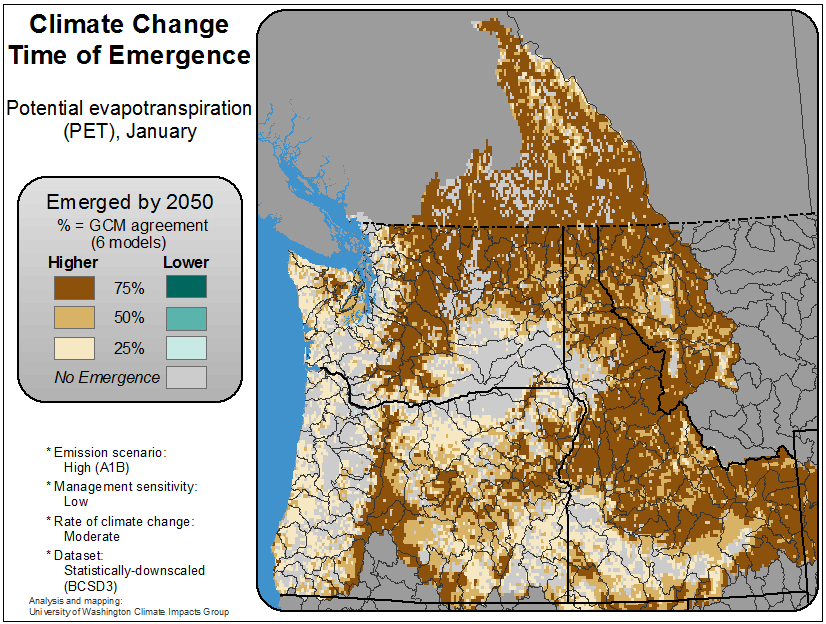 Climate Change
Time of Emergence
Potential evapotranspiration
(PET), January
Emerged by 2050
% = GCM agreement
(6 models)
Higher Lower
75%
50%
25%
No Emergence
* Emission scenario:
High (A1B)
* Management sensitivity:
Low
* Rate of climate change:
Moderate
* Dataset:
Statistically-downscaled
(BCSD3)
Analysis and mapping:
University of Washington Climate Impacts Group